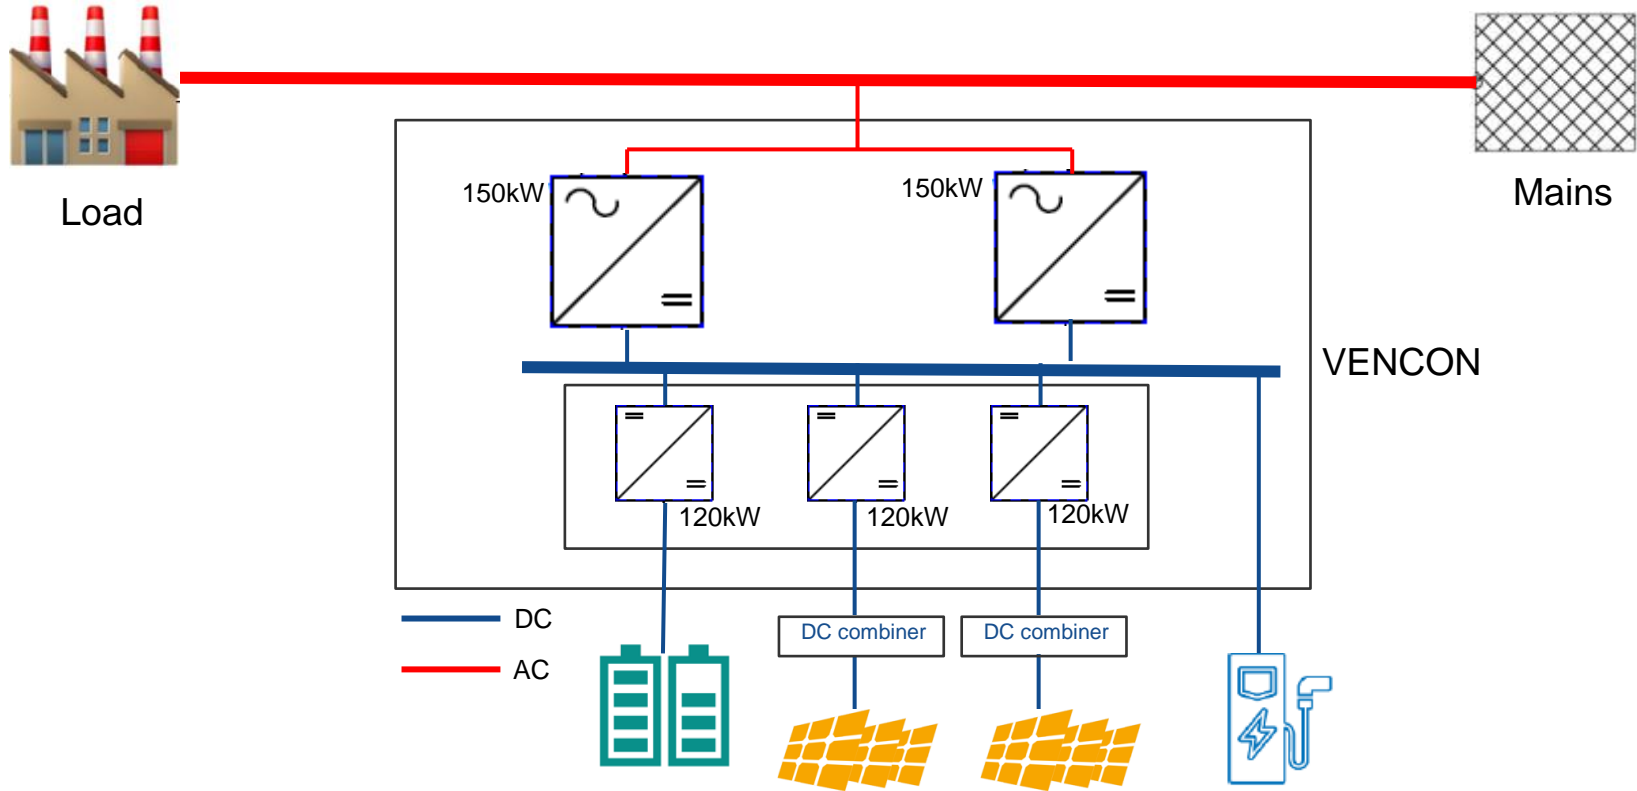 150kW
150kW
Load
Mains
VENCON
120kW
120kW
120kW
DC
DC combiner
DC combiner
AC